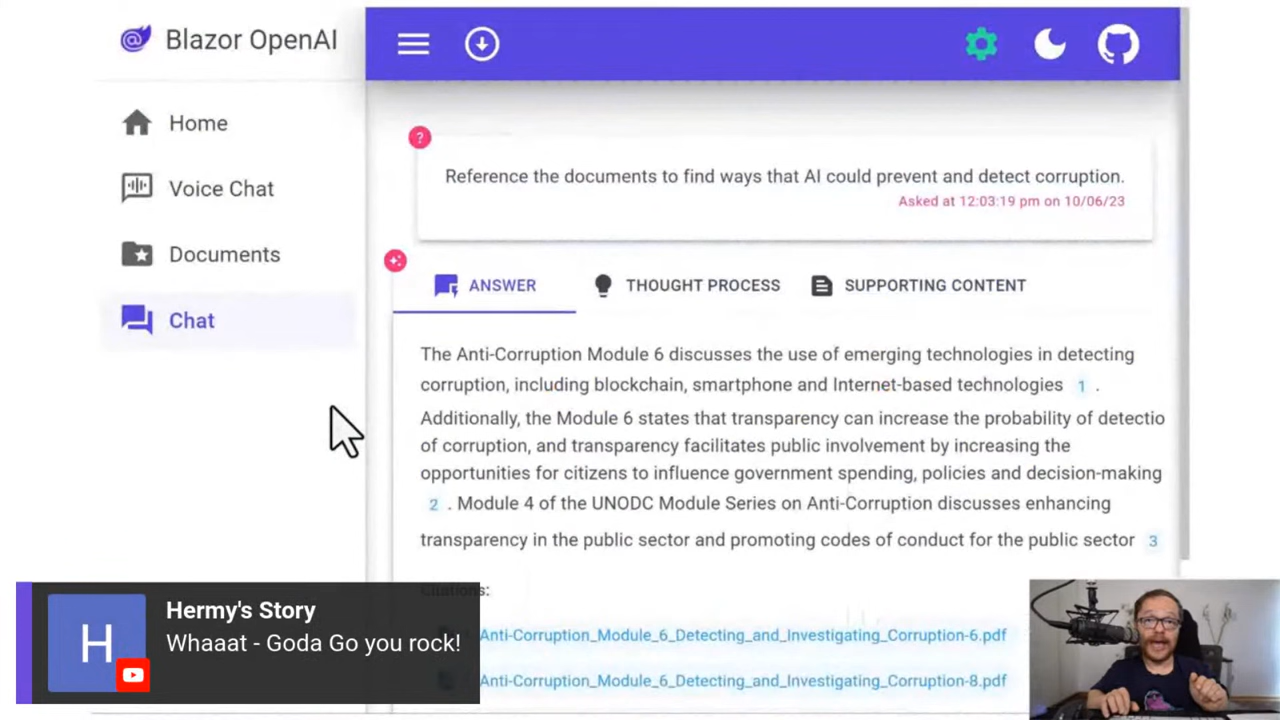 Blazor OpenAI
Home
Voice Chat
Documents
Chat
?
Reference the documents to find ways that AI could prevent and detect corruption.
Asked at 12:03:19 pm on 10/06/23
ANSWER
THOUGHT PROCESS
SUPPORTING CONTENT
The Anti-Corruption Module 6 discusses the use of emerging technologies in detecting
corruption, including blockchain, smartphone and Internet-based technologies 1 .
Additionally, the Module 6 states that transparency can increase the probability of detectio
of corruption, and transparency facilitates public involvement by increasing the
opportunities for citizens to influence government spending, policies and decision-making
2 . Module 4 of the UNODC Module Series on Anti-Corruption discusses enhancing
transparency in the public sector and promoting codes of conduct for the public sector 3
Citations:
Anti-Corruption_Module_6_Detecting_and_Investigating_Corruption-6.pdf
Anti-Corruption_Module_6_Detecting_and_Investigating_Corruption-8.pdf
H
Hermy's Story
Whaaat - Goda Go you rock!